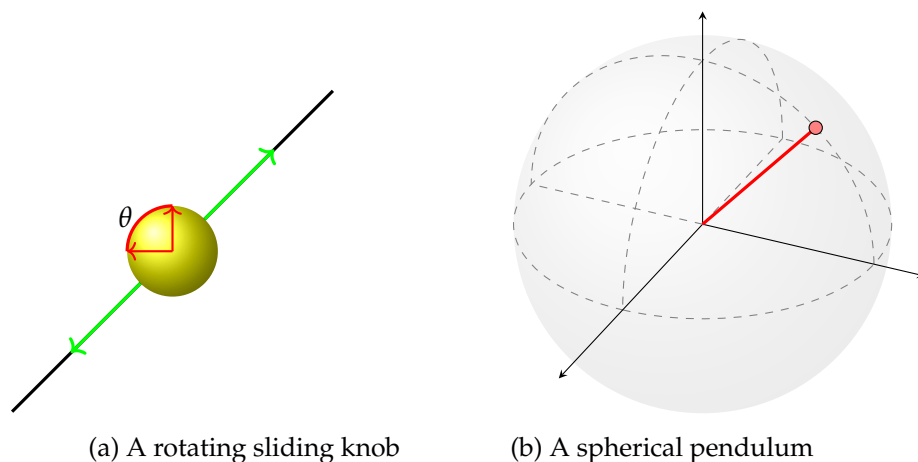 θ
(a) A rotating sliding knob
(b) A spherical pendulum